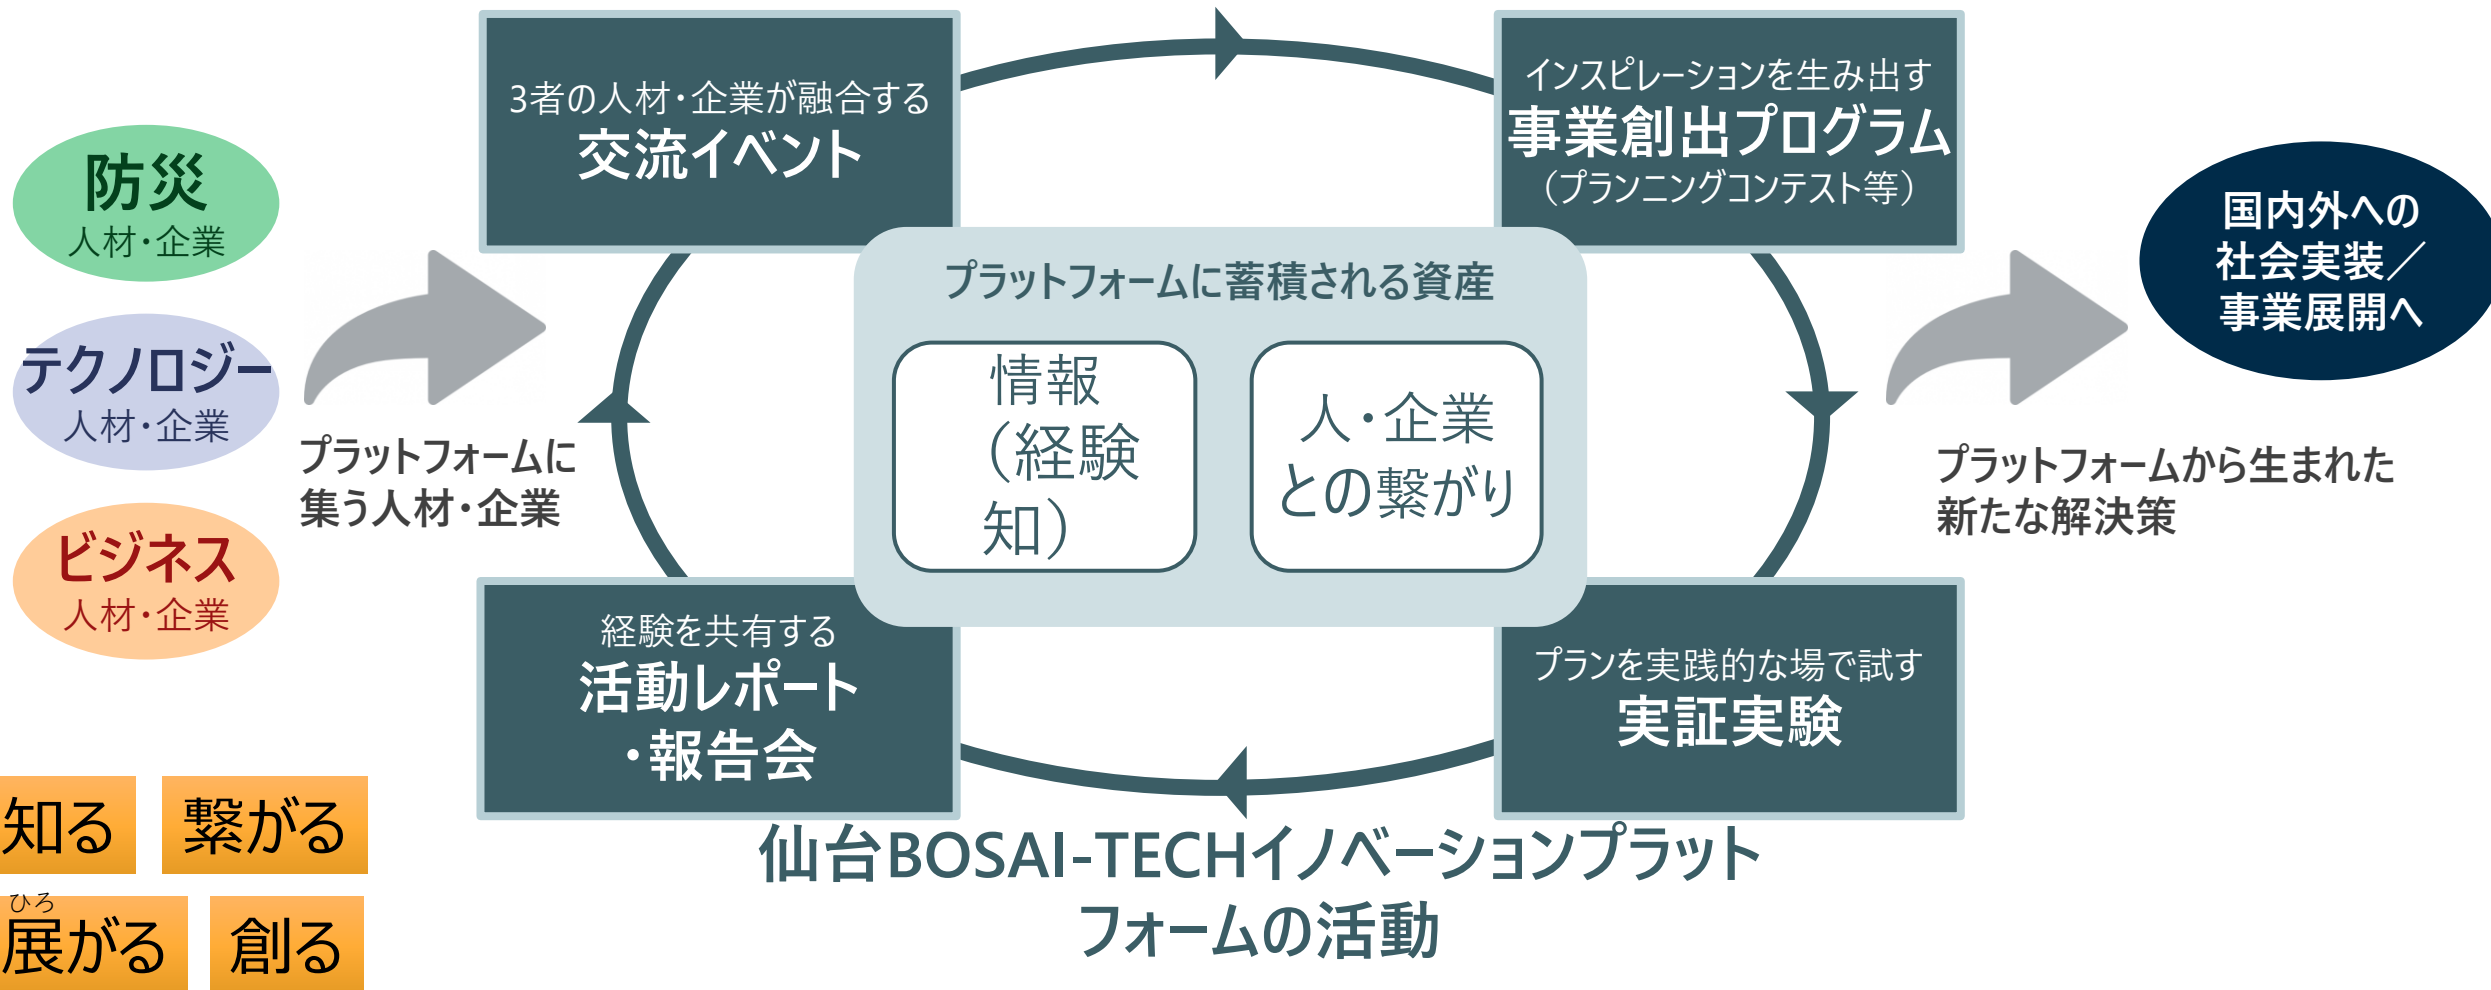 防災
人材・企業
テクノロジー
人材・企業
ビジネス
人材・企業
プラットフォームに
集う人材・企業
3者の人材・企業が融合する
交流イベント
インスピレーションを生み出す
事業創出プログラム
（プランニングコンテスト等）
プラットフォームに蓄積される資産
情報
（経験
知）
人・企業
との繋がり
経験を共有する
活動レポート
・報告会
プランを実践的な場で試す
実証実験
国内外への
社会実装／
事業展開へ
プラットフォームから生まれた
新たな解決策
仙台BOSAI-TECHイノベーションプラット
フォームの活動
知る
繋がる
ひろ
展がる
創る